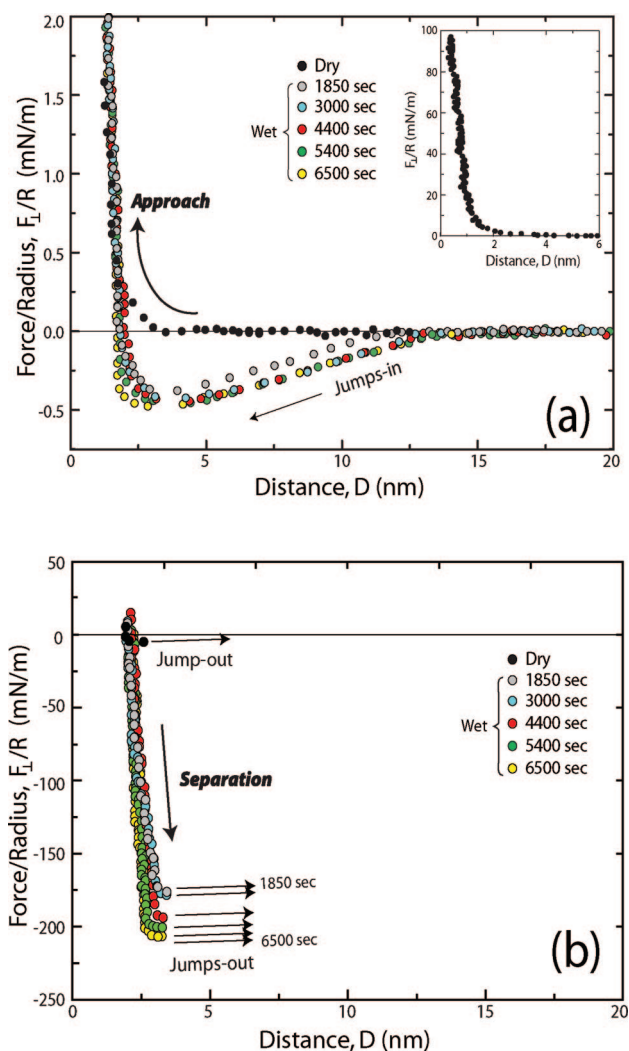 2.0
1.5
1.0
0.5
0.0
-0.5
Force/Radius, F⊥/R (mN/m)
Dry
1850 sec
3000 sec
Wet
4400 sec
5400 sec
6500 sec
100
80
60
40
20
0
F⊥/R (mN/m)
0 1 2 3 4 5 6
Distance, D (nm)
Approach
Jumps-in
(a)
0 5 10 15 20
Distance, D (nm)
50
0
-50
-100
-150
-200
-250
Force/Radius, F⊥/R (mN/m)
Jump-out
Dry
1850 sec
3000 sec
Wet
4400 sec
5400 sec
6500 sec
Separation
1850 sec
6500 sec
Jumps-out
(b)
0 5 10 15 20
Distance, D (nm)